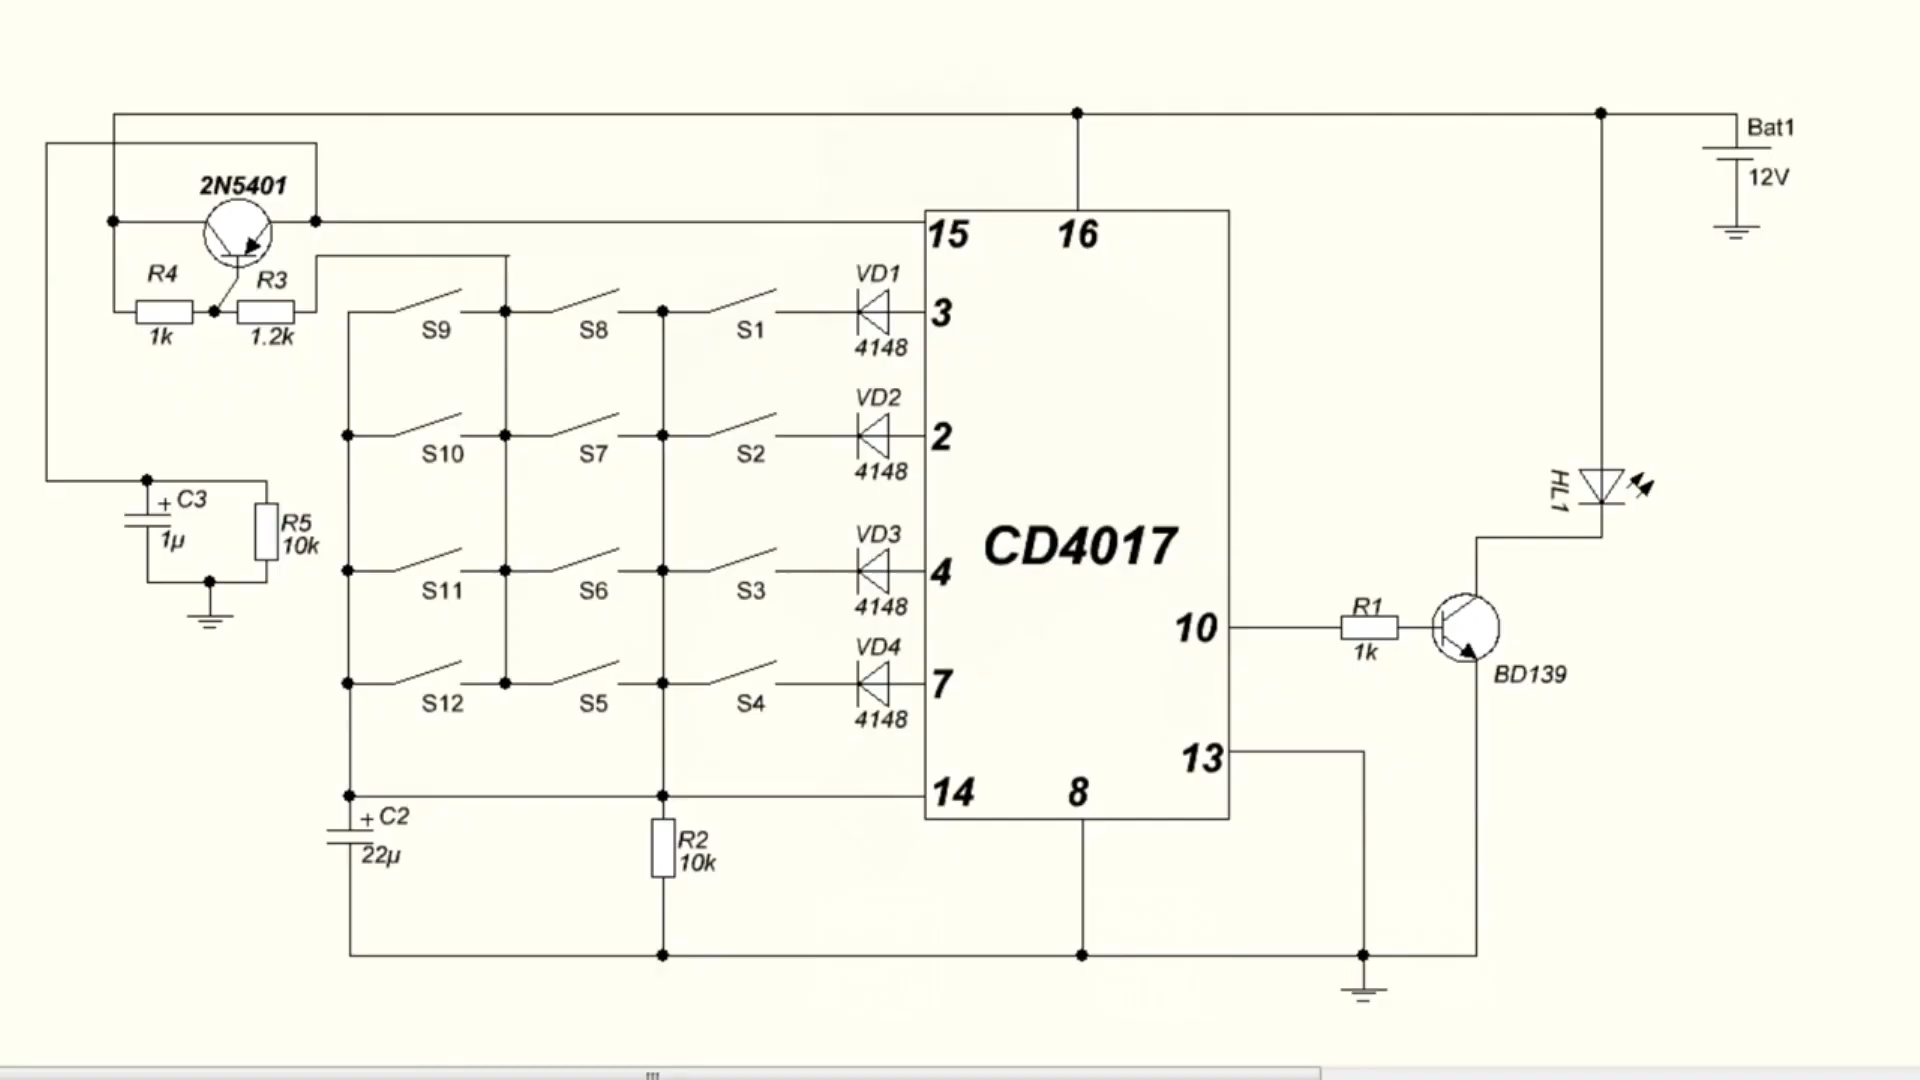 Bat1
12V
2N5401
R4
1k
R3
1.2k
15
16
VD1
4148
3
S9
S8
S1
VD2
4148
2
S10
S7
S2
+ C3
1µ
R5
10k
VD3
4148
4
S11
S6
S3
CD4017
HL1
10
R1
1k
BD139
VD4
4148
7
S12
S5
S4
13
14
8
+ C2
22µ
R2
10k